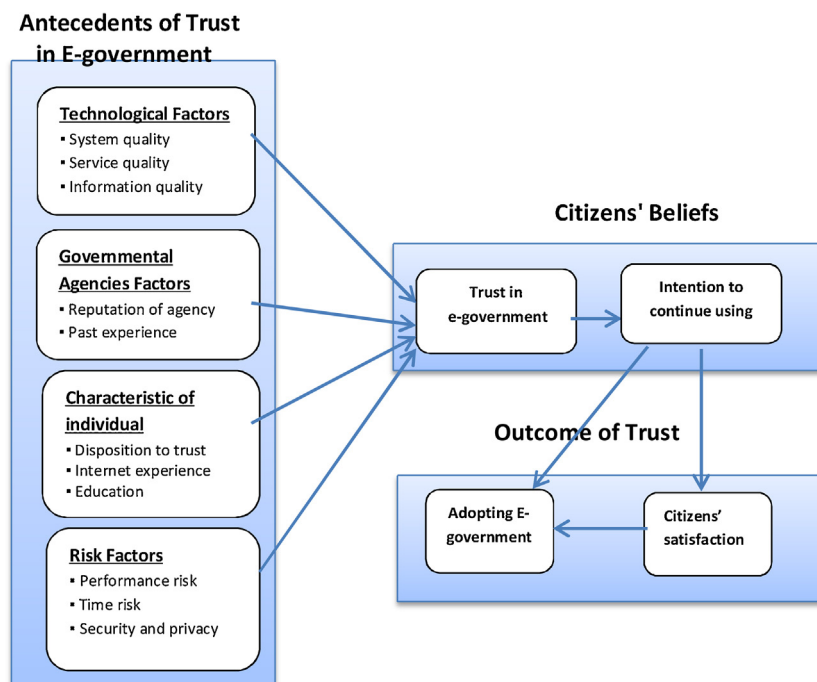 Antecedents of Trust
in E-government
Technological Factors
▪ System quality
▪ Service quality
▪ Information quality
Governmental
Agencies Factors
▪ Reputation of agency
▪ Past experience
Characteristic of
individual
▪ Disposition to trust
▪ Internet experience
▪ Education
Risk Factors
▪ Performance risk
▪ Time risk
▪ Security and privacy
Citizens' Beliefs
Trust in
e-government
Intention to
continue using
Outcome of Trust
Adopting E-
government
Citizens’
satisfaction